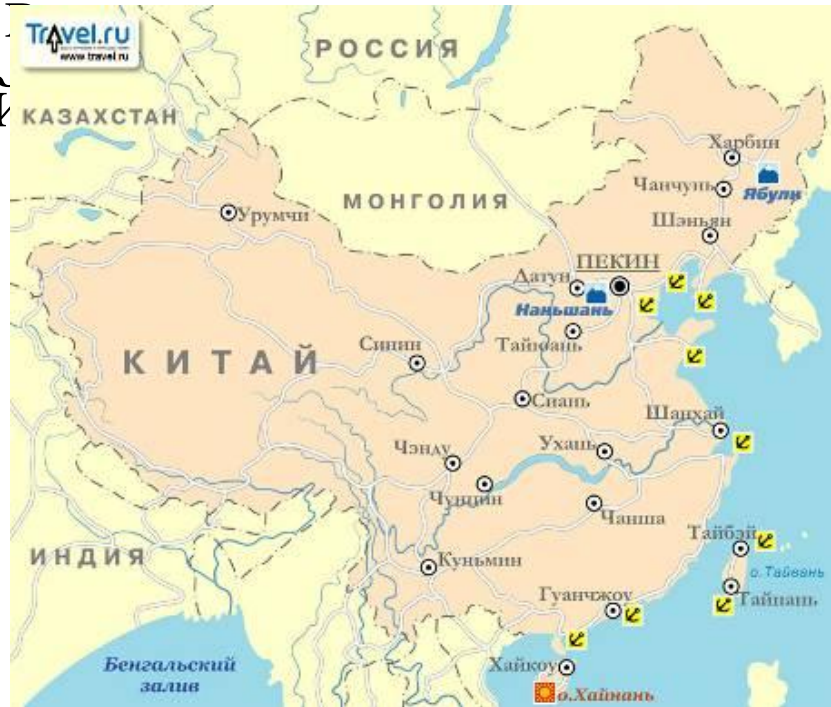 Travel.ru
www.travel.ru
РОССИЯ
КАЗАХСТАН
МОНГОЛИЯ
Харбин
Чанчунь
Ябули
Урумчи
Шэньян
ПЕКИН
Датун
Наньшань
Тайюань
Синин
КИТАЙ
Сиань
Шанхай
Чэнду
Ухань
Чунцин
Чанша
Тайбэй
ИНДИЯ
Куньмин
о.Тайвань
Гуанчжоу
Тайнань
Бенгальский
залив
Хайкоу
о.Хайнань